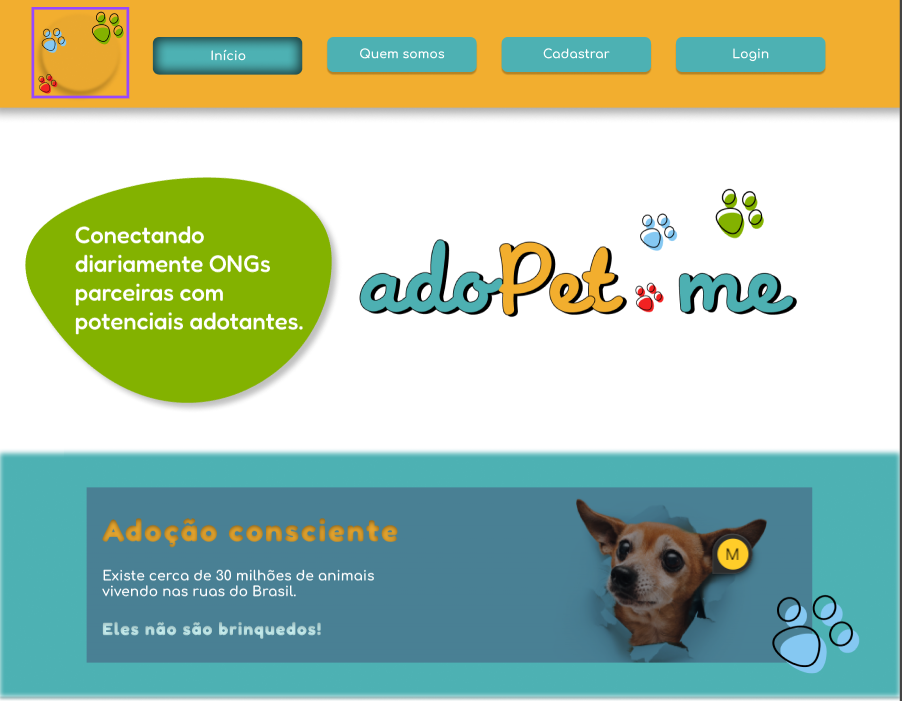 Início
Quem somos
Cadastrar
Login
Conectando
diariamente ONGs
parceiras com
potenciais adotantes.
adoPet me
Adoção consciente
Existe cerca de 30 milhões de animais
vivendo nas ruas do Brasil.
Eles não são brinquedos!
M